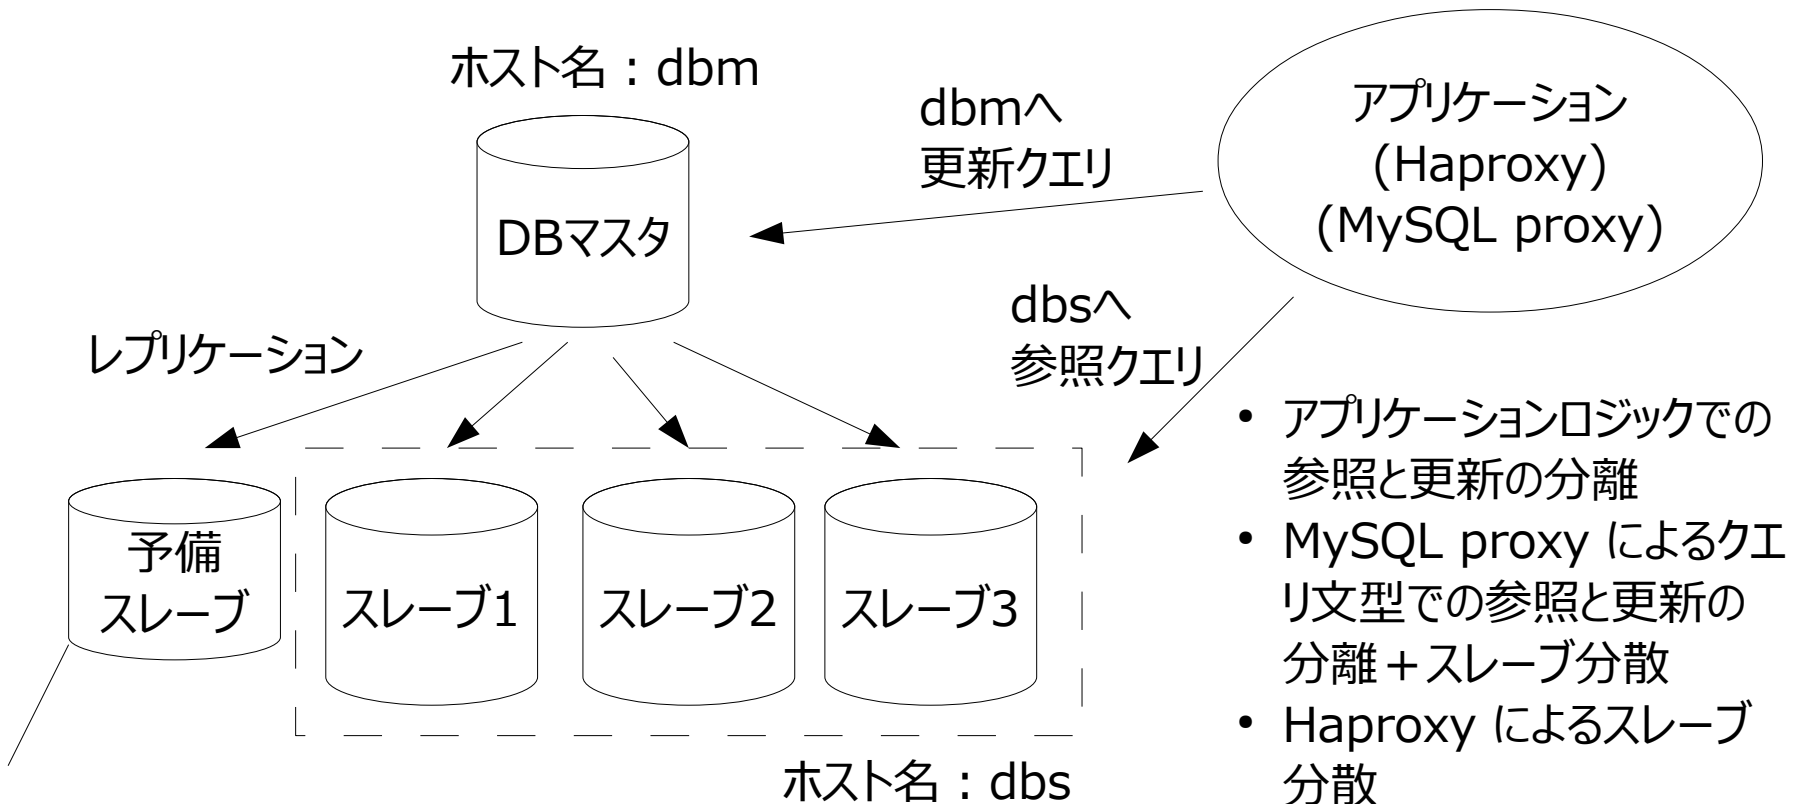 ホスト名：dbm
dbmへ
更新クエリ
アプリケーション
(Haproxy)
(MySQL proxy)
DBマスタ
dbsへ
参照クエリ
レプリケーション
予備
スレーブ
スレーブ1
スレーブ2
スレーブ3
ホスト名：dbs
• アプリケーションロジックでの
参照と更新の分離
• MySQL proxy によるクエ
リ文型での参照と更新の
分離＋スレーブ分散
• Haproxy によるスレーブ
分散